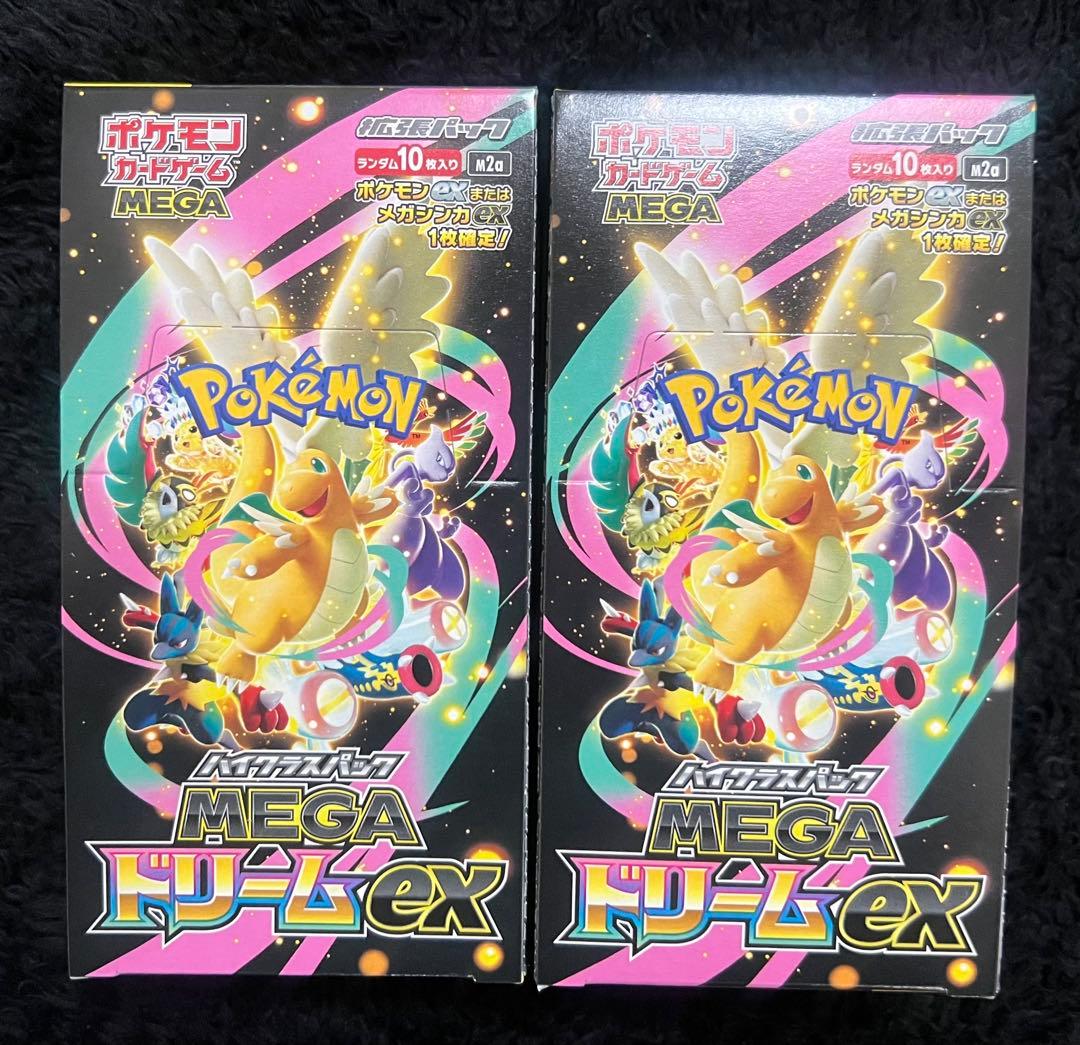 ポケモン
カードゲーム
MEGA
拡張パック
ランダム10枚入り M2a
ポケモンexまたは
メガシンカex
1枚確定!
POKÉMON
TM
ハイクラスパック
MEGA
ドリームex
ポケモン
カードゲーム
MEGA
拡張パック
ランダム10枚入り M2a
ポケモンexまたは
メガシンカex
1枚確定!
POKÉMON
TM
ハイクラスパック
MEGA
ドリームex